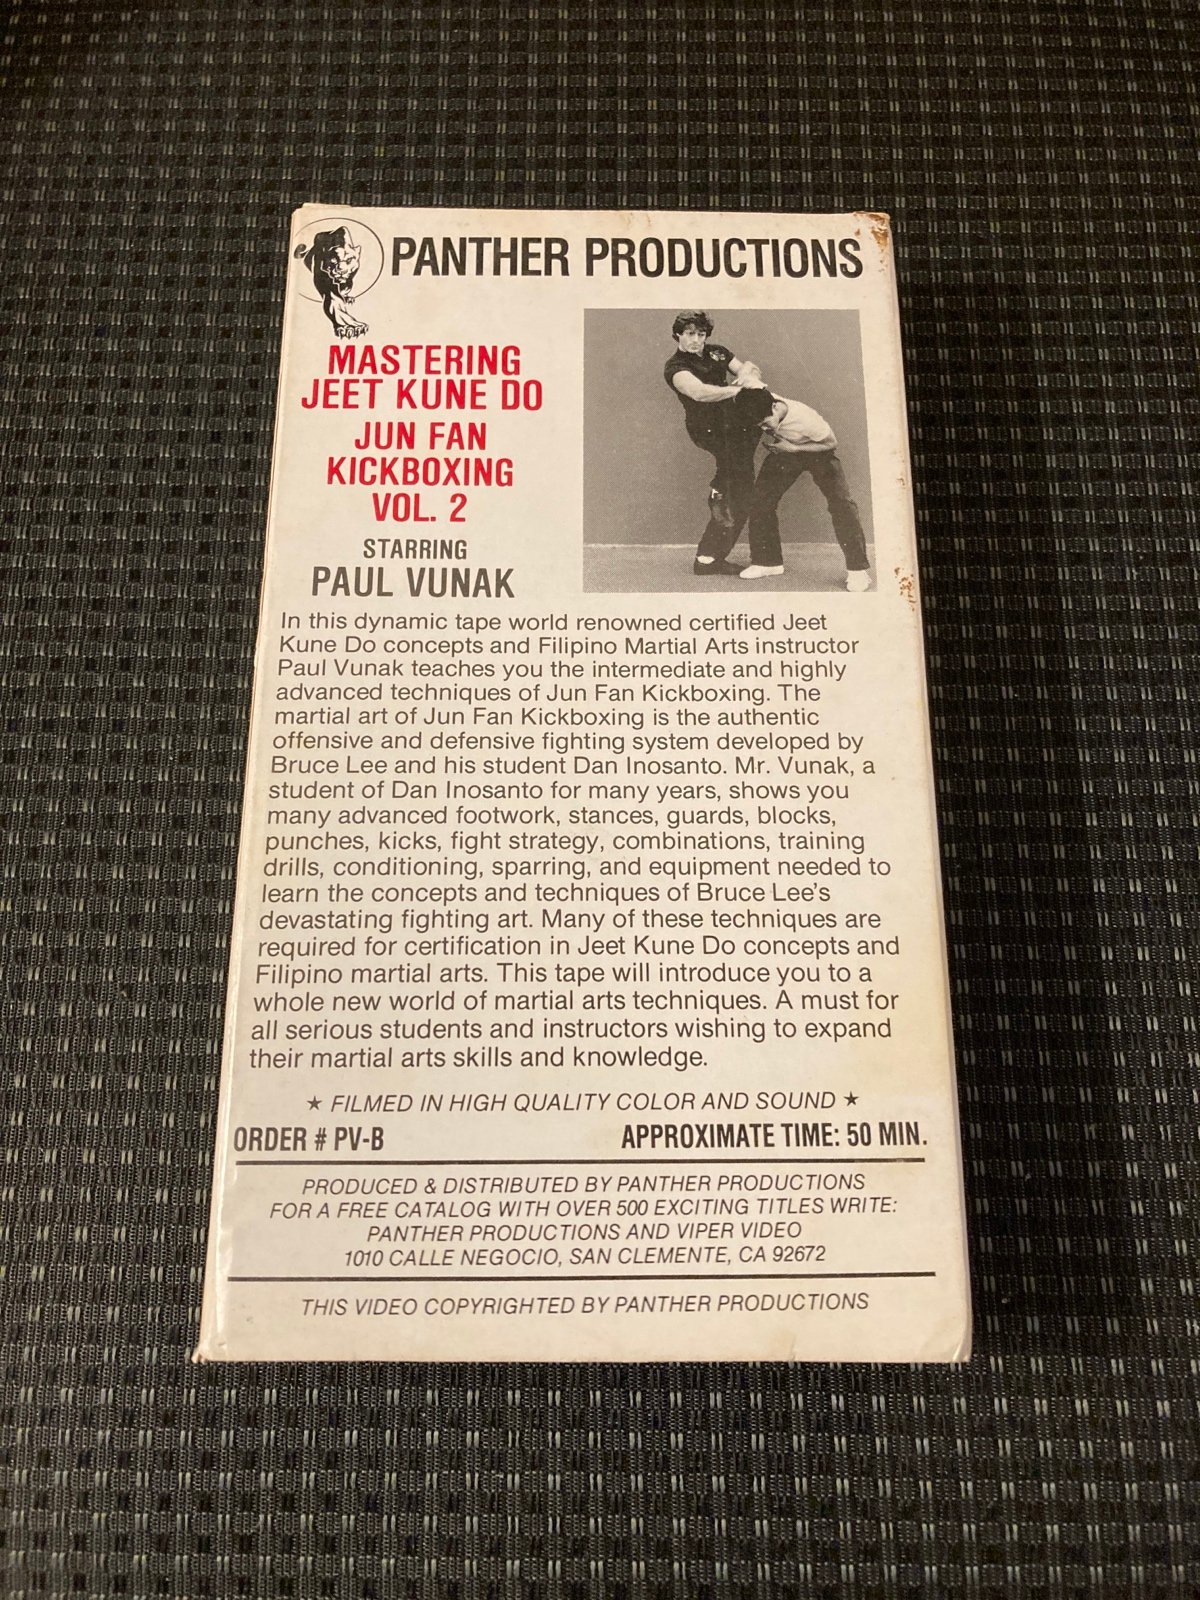 PANTHER PRODUCTIONS
MASTERING
JEET KUNE DO
JUN FAN
KICKBOXING
VOL. 2
STARRING
PAUL VUNAK
In this dynamic tape world renowned certified Jeet
Kune Do concepts and Filipino Martial Arts instructor
Paul Vunak teaches you the intermediate and highly
advanced techniques of Jun Fan Kickboxing. The
martial art of Jun Fan Kickboxing is the authentic
offensive and defensive fighting system developed by
Bruce Lee and his student Dan Inosanto. Mr. Vunak, a
student of Dan Inosanto for many years, shows you
many advanced footwork, stances, guards, blocks,
punches, kicks, fight strategy, combinations, training
drills, conditioning, sparring, and equipment needed to
learn the concepts and techniques of Bruce Lee's
devastating fighting art. Many of these techniques are
required for certification in Jeet Kune Do concepts and
Filipino martial arts. This tape will introduce you to a
whole new world of martial arts techniques. A must for
all serious students and instructors wishing to expand
their martial arts skills and knowledge.
★ FILMED IN HIGH QUALITY COLOR AND SOUND ★
ORDER # PV-B APPROXIMATE TIME: 50 MIN.
PRODUCED & DISTRIBUTED BY PANTHER PRODUCTIONS
FOR A FREE CATALOG WITH OVER 500 EXCITING TITLES WRITE:
PANTHER PRODUCTIONS AND VIPER VIDEO
1010 CALLE NEGOCIO, SAN CLEMENTE, CA 92672
THIS VIDEO COPYRIGHTED BY PANTHER PRODUCTIONS